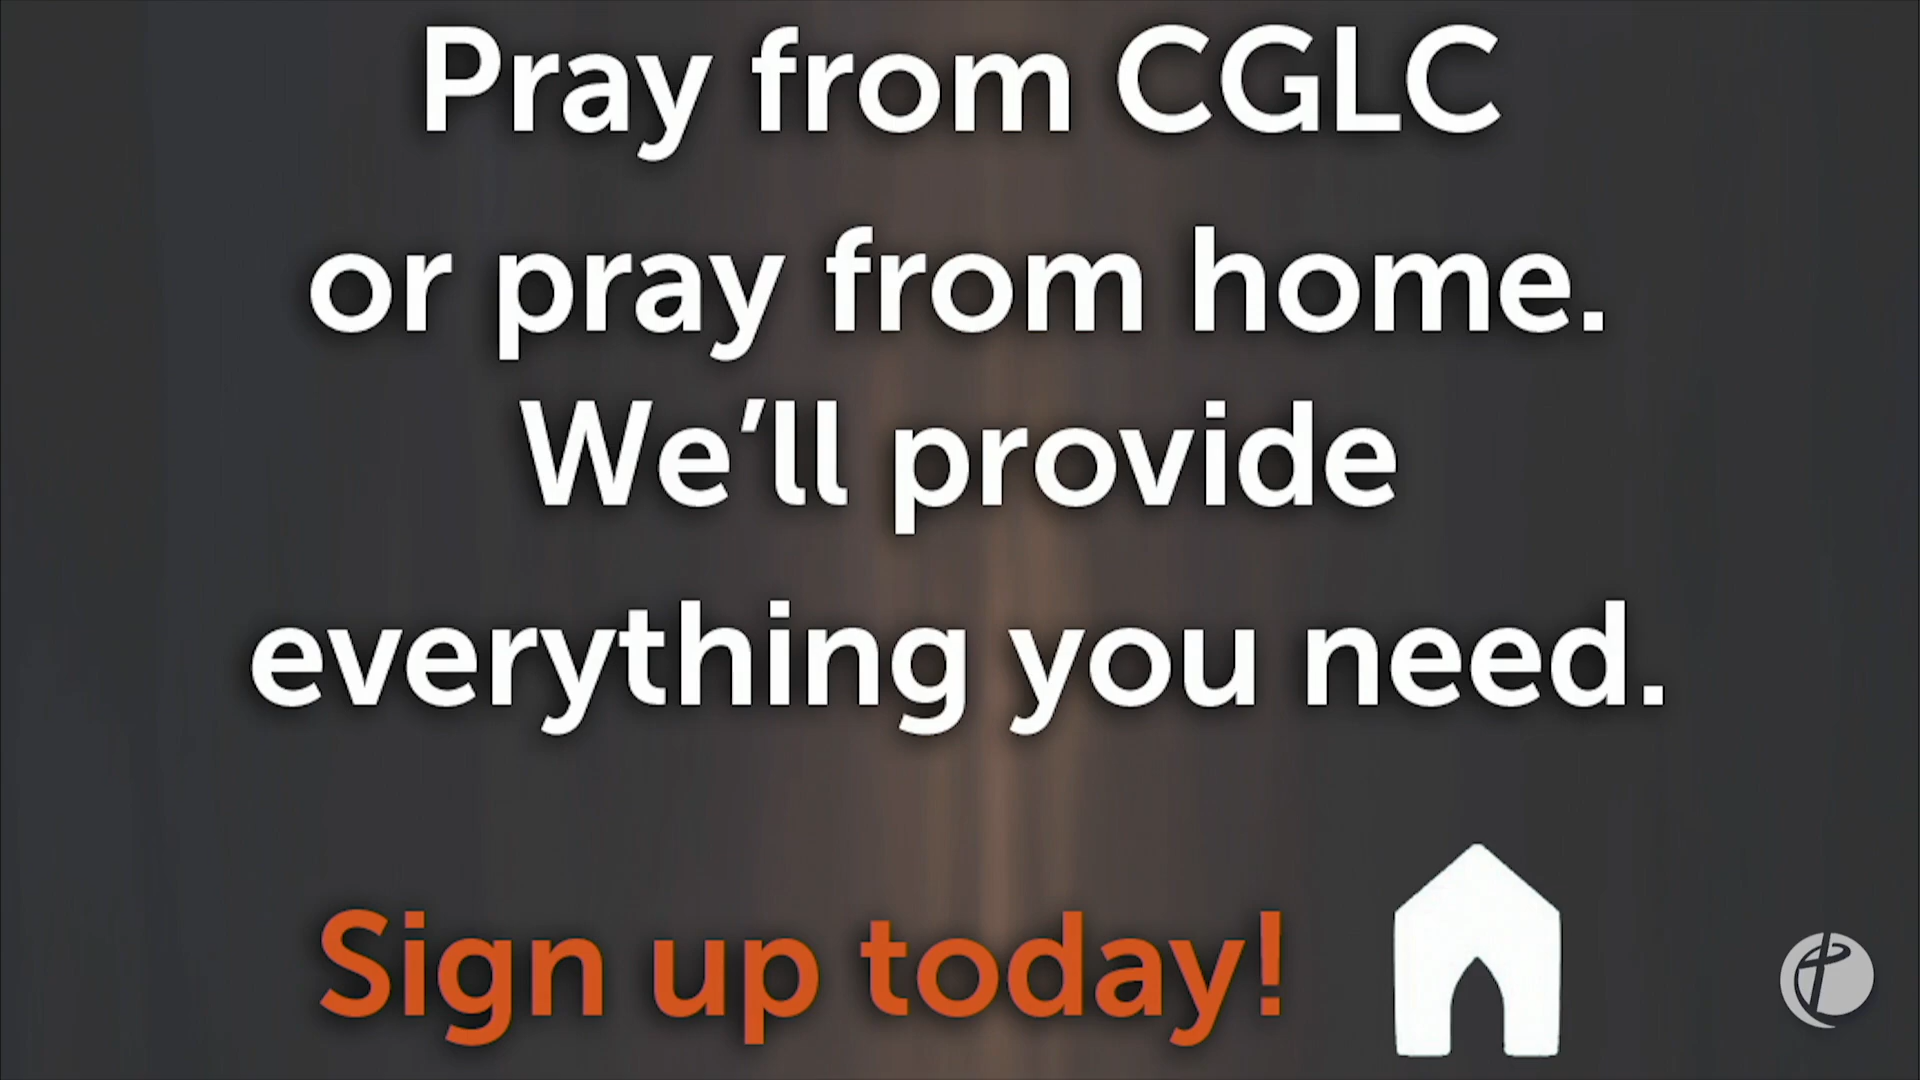 Pray from CGLC
or pray from home.
We’ll provide
everything you need.
Sign up today!